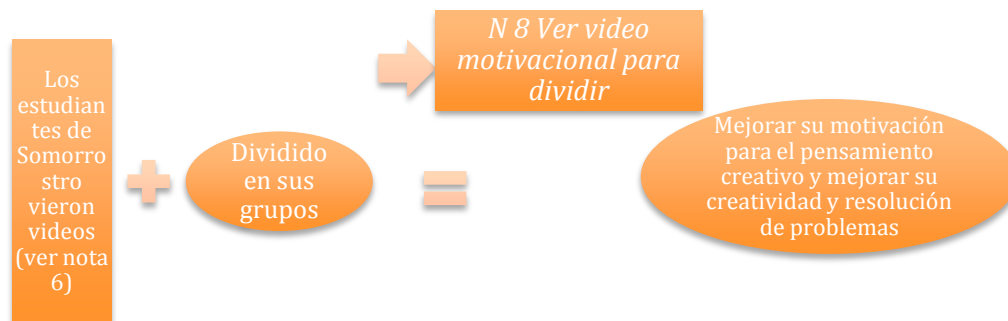 Los
estudian
tes de
Somorro
stro
vieron
videos
(ver nota
6)
Dividido
en sus
grupos
N 8 Ver video
motivacional para
dividir
Mejorar su motivación
para el pensamiento
creativo y mejorar su
creatividad y resolución
de problemas